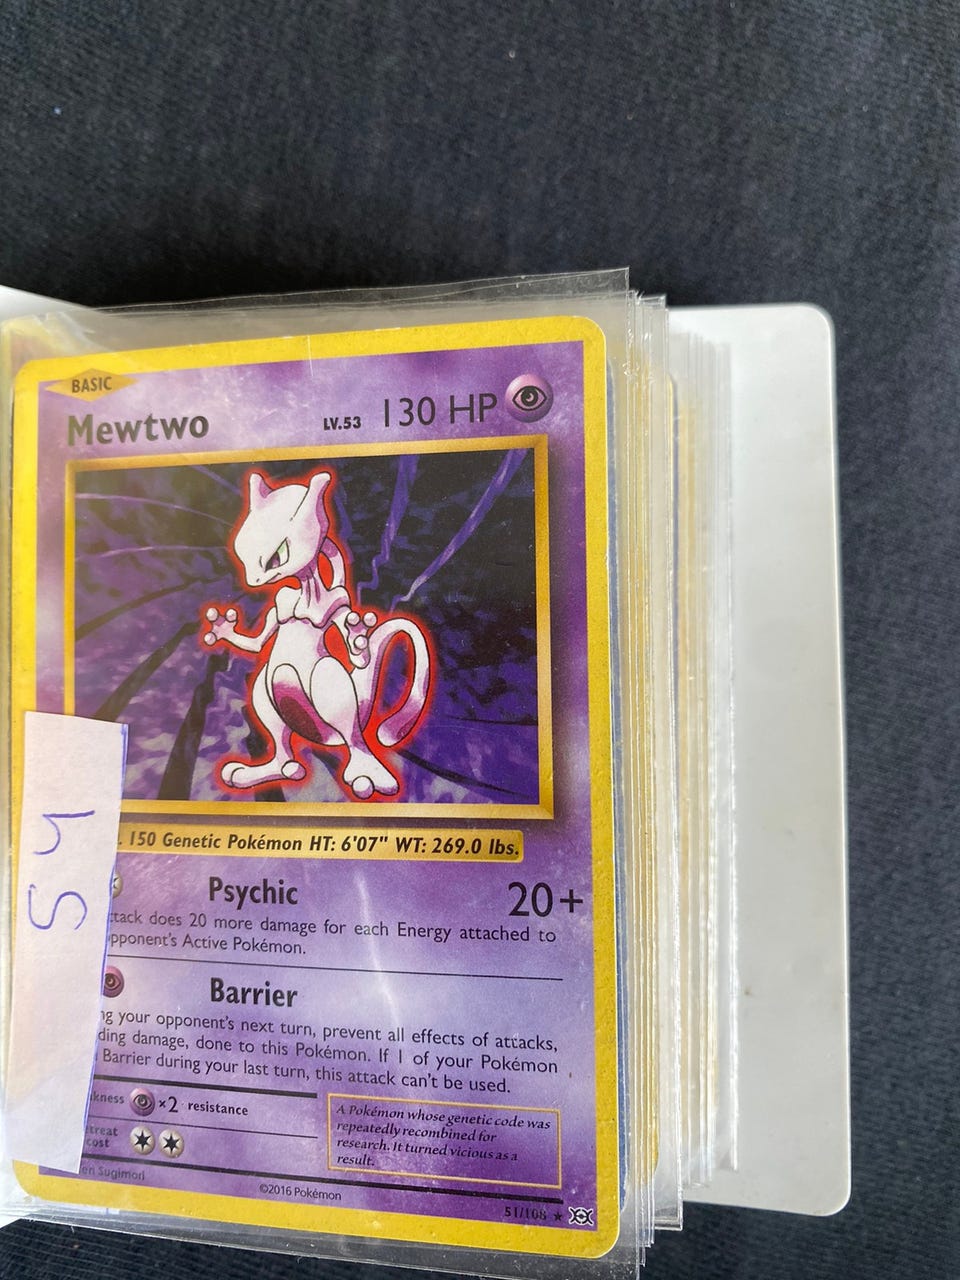 BASIC
Mewtwo LV.53 130 HP
. 150 Genetic Pokémon HT: 6'07" WT: 269.0 lbs.
Psychic 20+
ttack does 20 more damage for each Energy attached to
pponent's Active Pokémon.
Barrier
ng your opponent's next turn, prevent all effects of attacks,
ding damage, done to this Pokémon. If 1 of your Pokémon
Barrier during your last turn, this attack can't be used.
kness ×2 resistance
treat
cost
A Pokémon whose genetic code was
repeatedly recombined for
research. It turned vicious as a
result.
en Sugimori
©2016 Pokémon
51/108